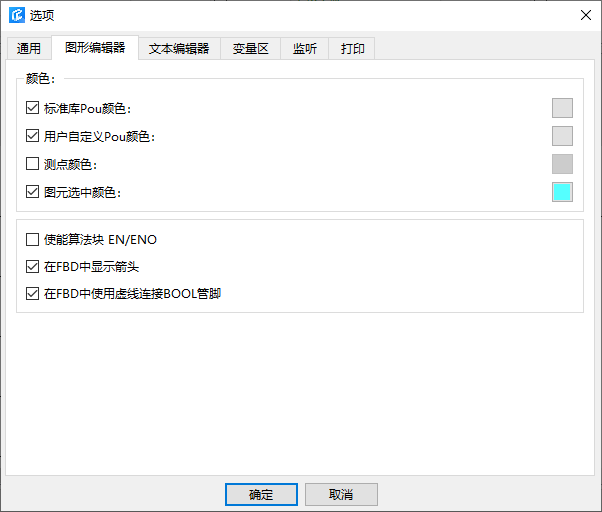 选项
通用 图形编辑器 文本编辑器 变量区 监听 打印
颜色：
标准库Pou颜色：
用户自定义Pou颜色：
测点颜色：
图元选中颜色：
使能算法块 EN/ENO
在FBD中显示箭头
在FBD中使用虚线连接BOOL管脚
确定 取消